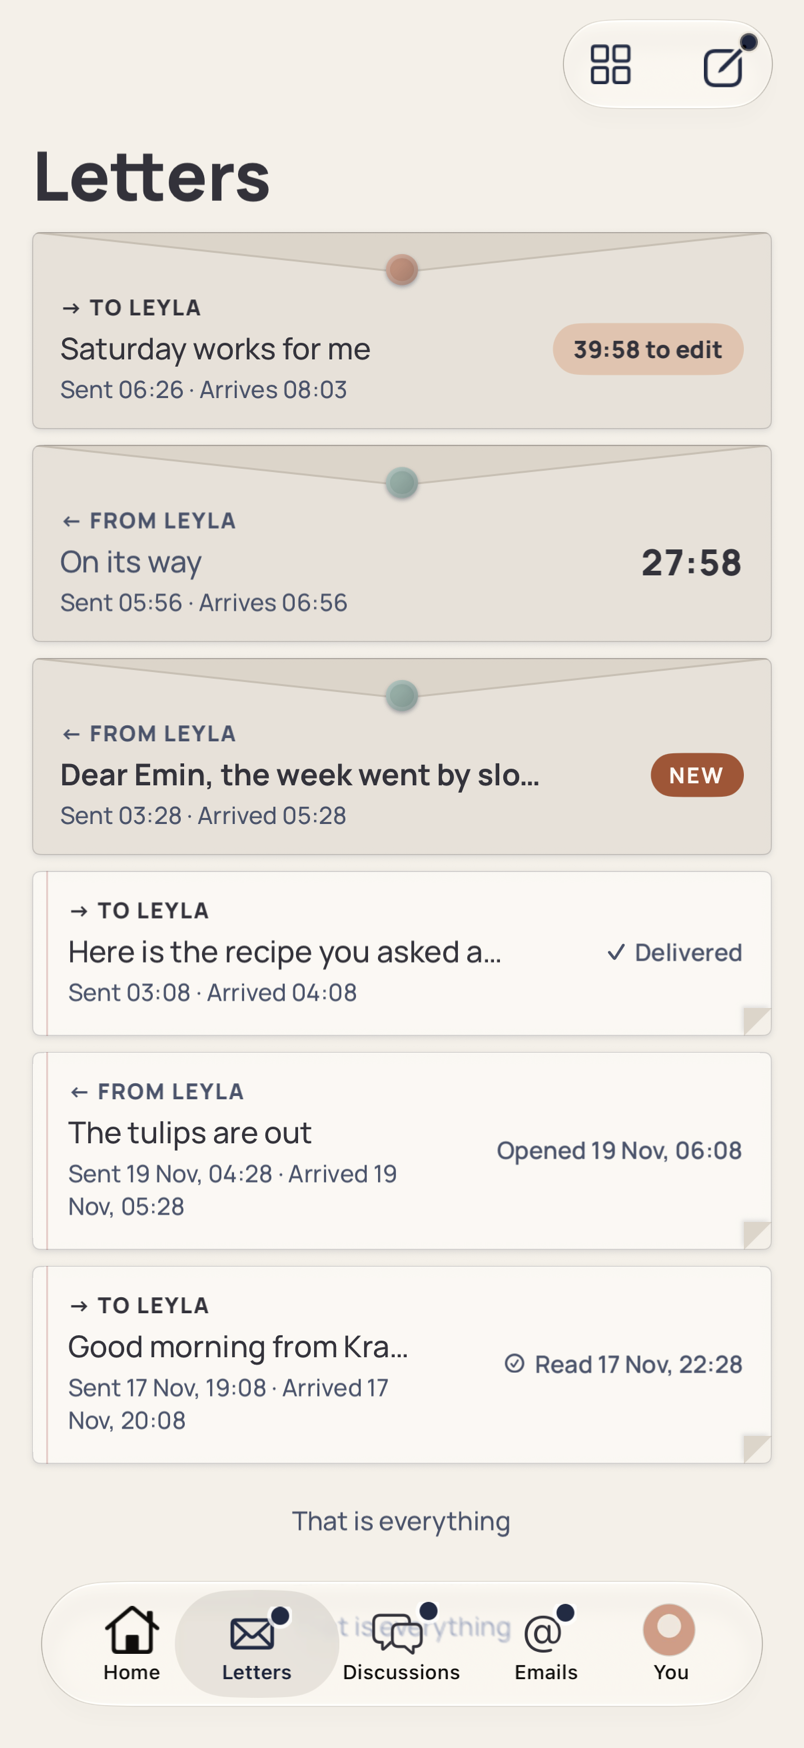 Letters
→ TO LEYLA
Saturday works for me
39:58 to edit
Sent 06:26 · Arrives 08:03
← FROM LEYLA
On its way
27:58
Sent 05:56 · Arrives 06:56
← FROM LEYLA
Dear Emin, the week went by slo...
NEW
Sent 03:28 · Arrived 05:28
→ TO LEYLA
Here is the recipe you asked a...
Delivered
Sent 03:08 · Arrived 04:08
← FROM LEYLA
The tulips are out
Opened 19 Nov, 06:08
Sent 19 Nov, 04:28 · Arrived 19
Nov, 05:28
→ TO LEYLA
Good morning from Kra...
Read 17 Nov, 22:28
Sent 17 Nov, 19:08 · Arrived 17
Nov, 20:08
That is everything
t is everything
Home
Letters
Discussions
Emails
You